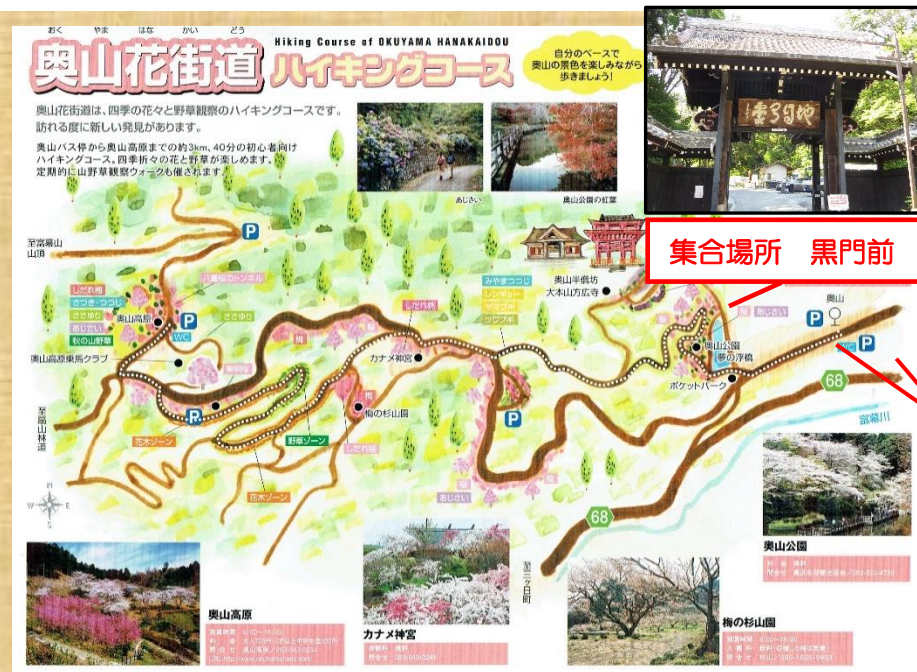 おく やま はな かい どう
奥山花街道
Hiking Course of OKUYAMA HANAKAIDOU
ハイキングコース
自分のペースで
奥山の景色を楽しみながら
歩きましょう!
奥山花街道は、四季の花々と野草観察のハイキングコースです。
訪れる度に新しい発見があります。
奥山バス停から奥山高原までの約3km、40分の初心者向け
ハイキングコース。四季折々の花と野草が楽しめます。
定期的に山野草観察ウォークも催されます。
あじさい
奥山公園の紅葉
集合場所 黒門前
至富幕山
山頂
P
八重桜のトンネル
しだれ梅
さつき・つつじ
ささゆり
あじさい
秋の山野草
奥山高原
P
WC
ささゆり
奥山高原乗馬クラブ
至扇山林道
P
花木ゾーン
野草ゾーン
花木ゾーン
梅
桜
しだれ桃
カナメ神宮
梅
梅の杉山園
しだれ桃
みやまつつじ
レンギョー
ツワブキ
奥山半僧坊
大本山方広寺
桜
あじさい
奥山
P
奥山公園
夢の浮橋
WC
P
ポケットパーク
68
富幕川
P
桜
あじさい
桜
68
至三ヶ日町
N
W
E
S
奥山高原
カナメ神宮
梅の杉山園
奥山公園